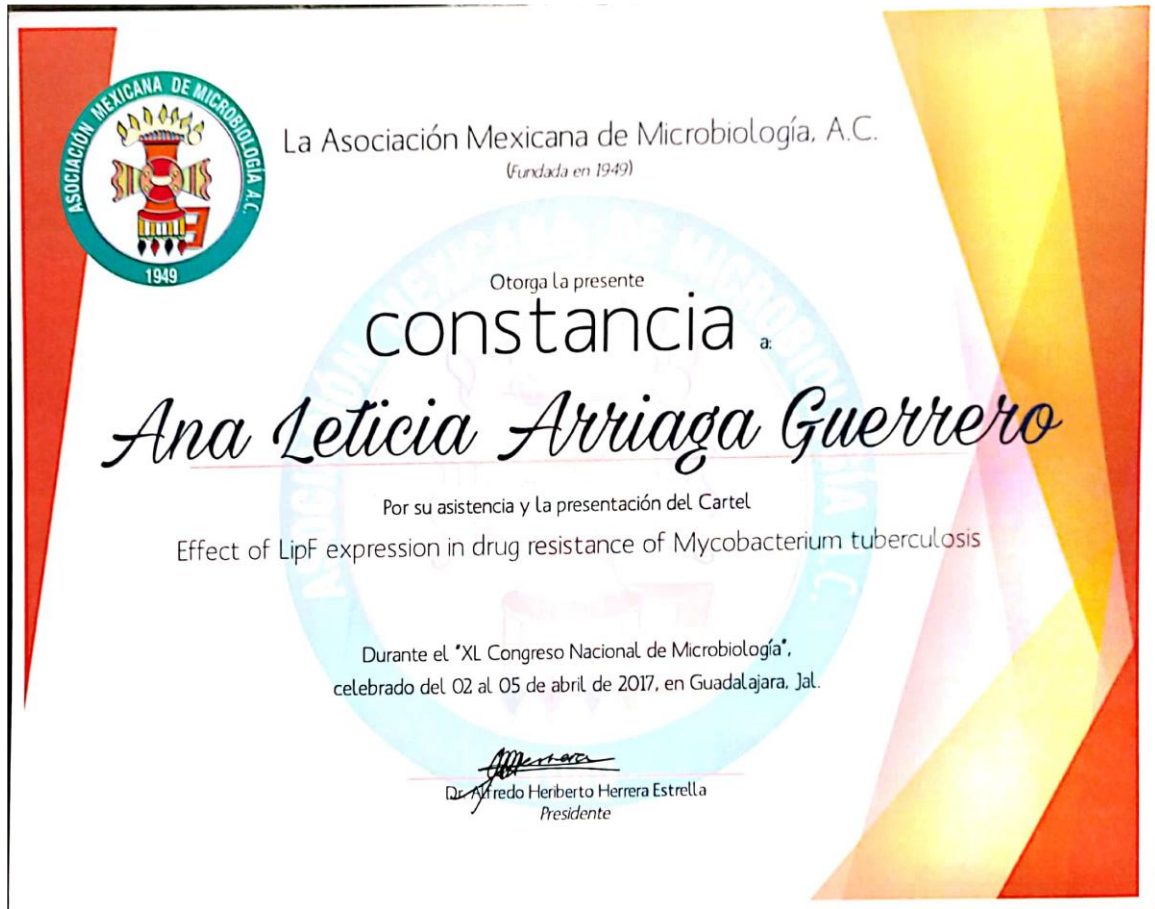 ASOCIACIÓN MEXICANA DE MICROBIOLOGÍA A.C.
1949
La Asociación Mexicana de Microbiología, A.C.
(Fundada en 1949)
Otorga la presente
constancia a:
Ana Leticia Arriaga Guerrero
Por su asistencia y la presentación del Cartel
Effect of LipF expression in drug resistance of Mycobacterium tuberculosis
Durante el "XL Congreso Nacional de Microbiología",
celebrado del 02 al 05 de abril de 2017, en Guadalajara, Jal.
Dr. Alfredo Heriberto Herrera Estrella
Presidente